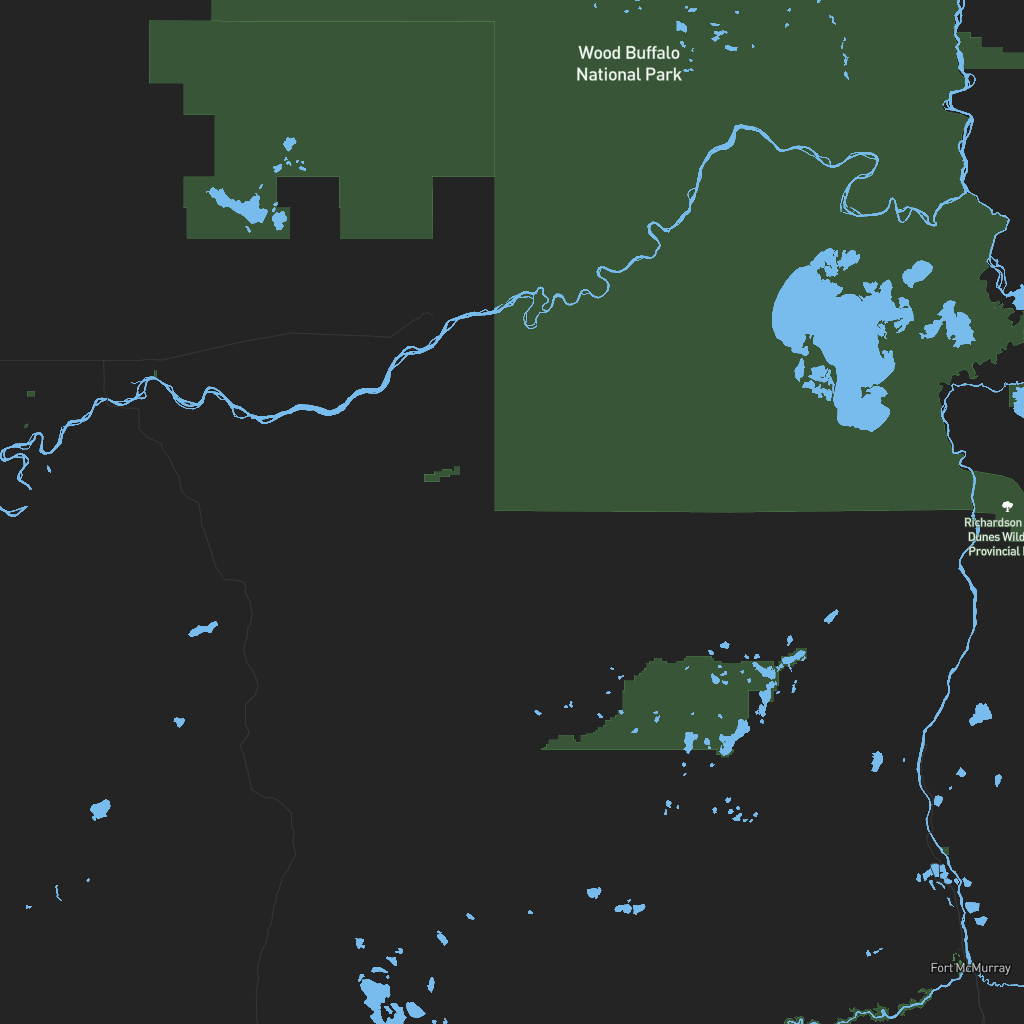 Wood Buffalo
National Park
Richardson
Dunes Wild
Provincial
Fort McMurray